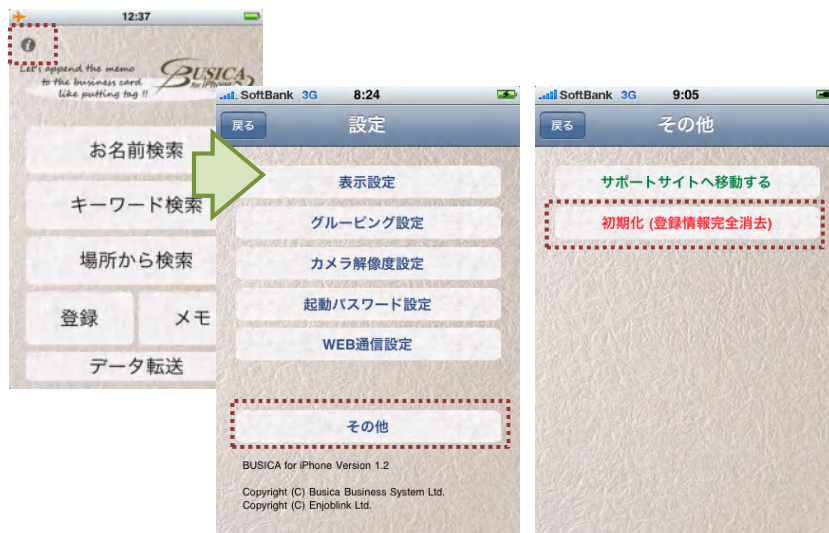 12:37
Let's append the memo
to the business card
like putting tag !!
BUSICA
for iPhone
お名前検索
キーワード検索
場所から検索
登録
メモ
データ転送
SoftBank 3G 8:24
戻る
設定
表示設定
グルーピング設定
カメラ解像度設定
起動パスワード設定
WEB通信設定
その他
BUSICA for iPhone Version 1.2
Copyright (C) Busica Business System Ltd.
Copyright (C) Enjoblink Ltd.
SoftBank 3G 9:05
戻る
その他
サポートサイトへ移動する
初期化 (登録情報完全消去)